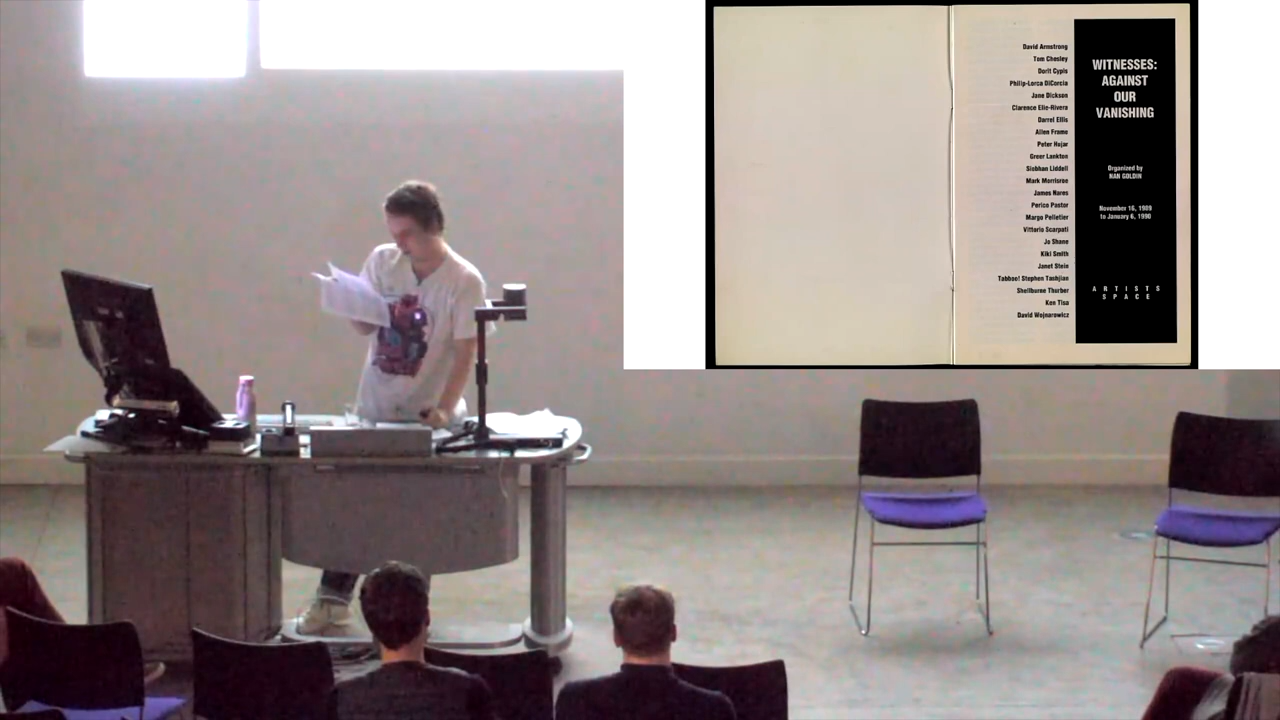 David Armstrong
Tom Chesley
Dorit Cypis
Philip-Lorca DiCorcia
Jane Dickson
Clarence Elie-Rivera
Darrel Ellis
Allen Frame
Peter Hujar
Greer Lankton
Siobhan Liddell
Mark Morrisroe
James Nares
Perico Pastor
Margo Pelletier
Vittorio Scarpati
Jo Shane
Kiki Smith
Janet Stein
Tabboo! Stephen Tashjian
Shellburne Thurber
Ken Tisa
David Wojnarowicz
WITNESSES:
AGAINST
OUR
VANISHING
Organized by
NAN GOLDIN
November 16, 1989
to January 6, 1990
ARTISTS
SPACE